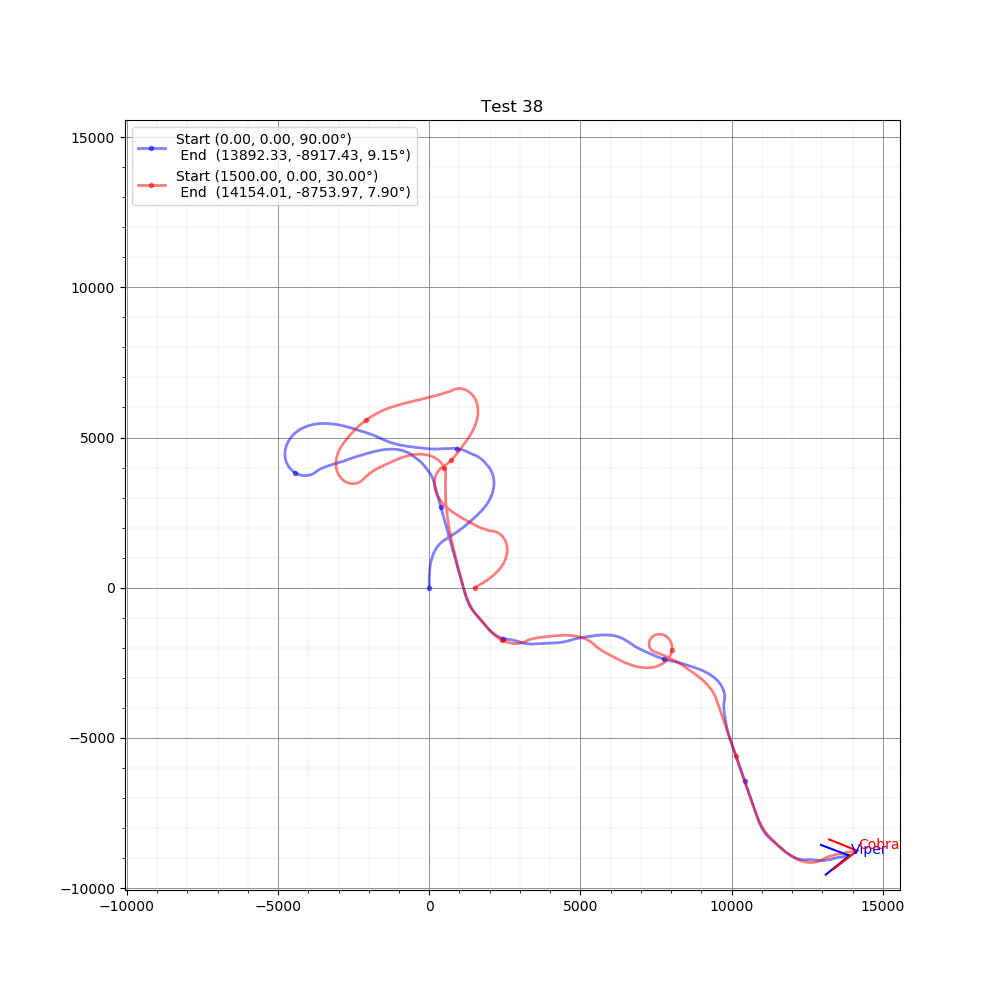 Test 38
Start (0.00, 0.00, 90.00°)
End (13892.33, -8917.43, 9.15°)
Start (1500.00, 0.00, 30.00°)
End (14154.01, -8753.97, 7.90°)
15000
10000
5000
0
−5000
−10000
Cobra
Viper
−10000
−5000
0
5000
10000
15000